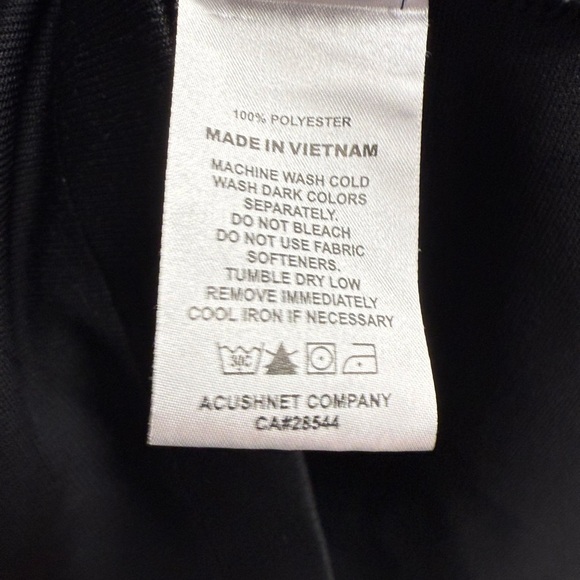 100% POLYESTER
MADE IN VIETNAM
MACHINE WASH COLD
WASH DARK COLORS
SEPARATELY.
DO NOT BLEACH
DO NOT USE FABRIC
SOFTENERS.
TUMBLE DRY LOW
REMOVE IMMEDIATELY
COOL IRON IF NECESSARY
30C
ACUSHNET COMPANY
CA#28544